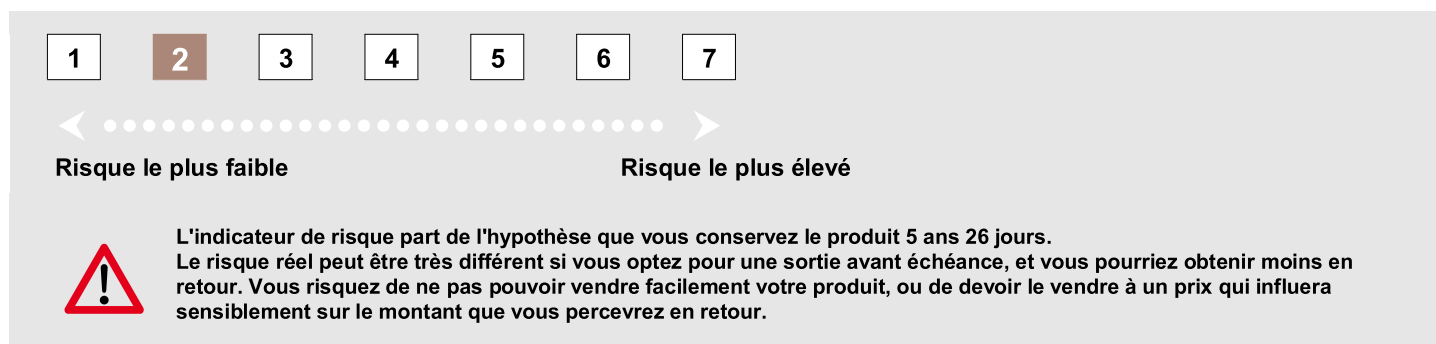 1 2 3 4 5 6 7
Risque le plus faible Risque le plus élevé
L'indicateur de risque part de l'hypothèse que vous conservez le produit 5 ans 26 jours.
Le risque réel peut être très différent si vous optez pour une sortie avant échéance, et vous pourriez obtenir moins en
retour. Vous risquez de ne pas pouvoir vendre facilement votre produit, ou de devoir le vendre à un prix qui influera
sensiblement sur le montant que vous percevrez en retour.